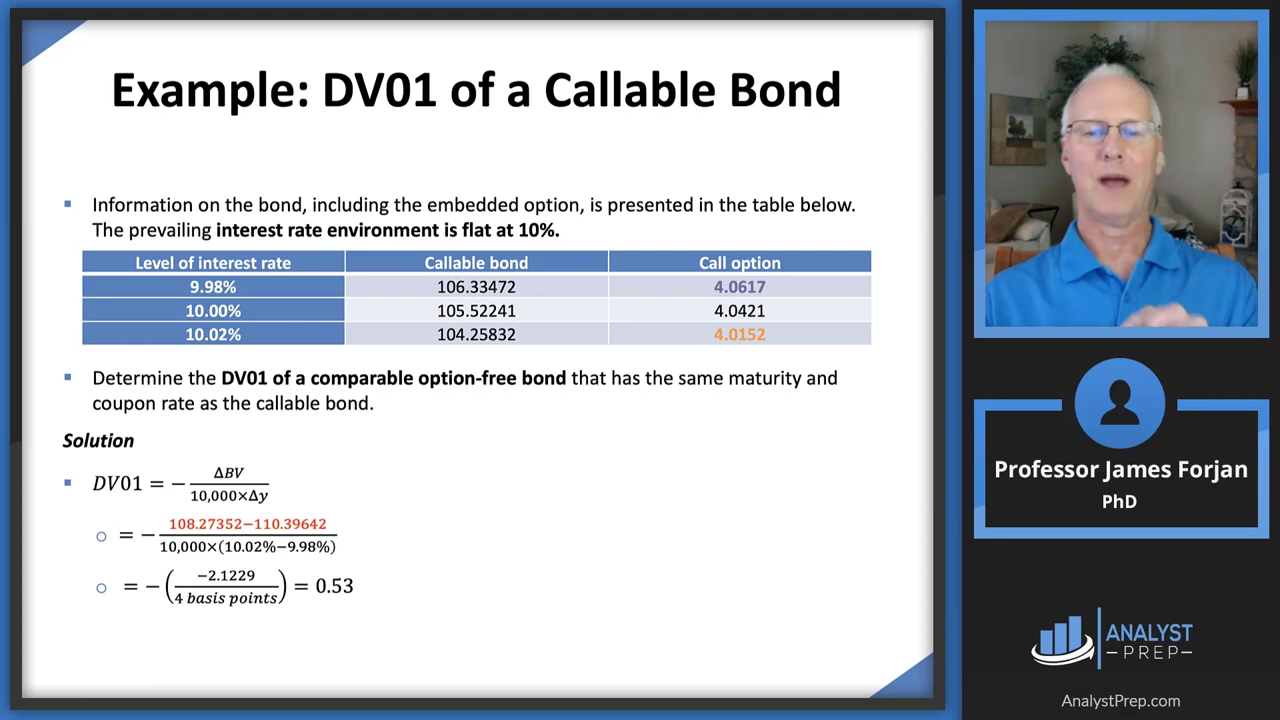 Example: DV01 of a Callable Bond
▪ Information on the bond, including the embedded option, is presented in the table below.
The prevailing interest rate environment is flat at 10%.
Level of interest rate Callable bond Call option
9.98% 106.33472 4.0617
10.00% 105.52241 4.0421
10.02% 104.25832 4.0152
▪ Determine the DV01 of a comparable option-free bond that has the same maturity and
coupon rate as the callable bond.
Solution
▪ DV01 = − ΔBV / 10,000×Δy
○ = − 108.27352−110.39642 / 10,000×(10.02%−9.98%)
○ = − (−2.1229 / 4 basis points) = 0.53
Professor James Forjan
PhD
ANALYST
PREP
AnalystPrep.com